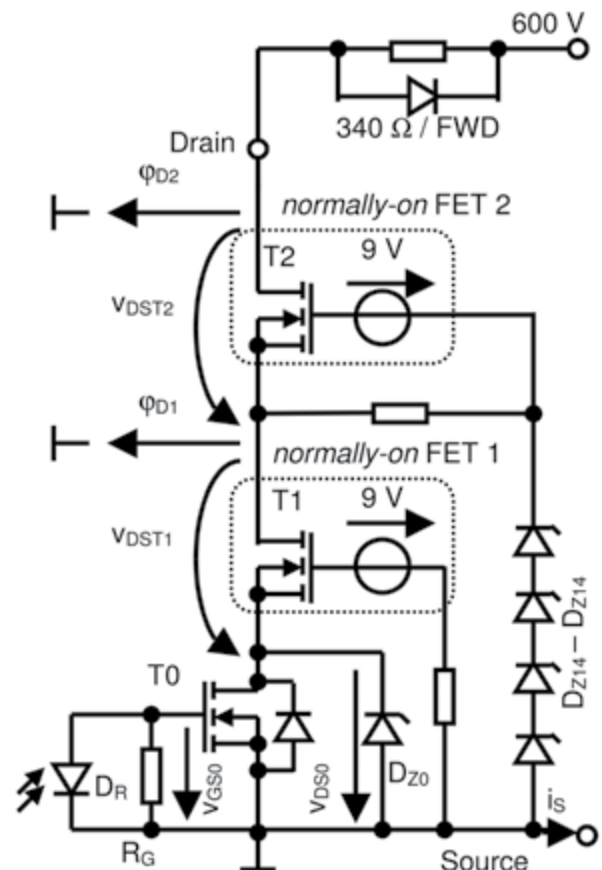 600 V
340 Ω / FWD
Drain
φD2
normally-on FET 2
T2
9 V
vDST2
φD1
normally-on FET 1
T1
9 V
vDST1
T0
DZ14 – DZ14
DR
vGS0
vDS0
DZ0
iS
RG
Source